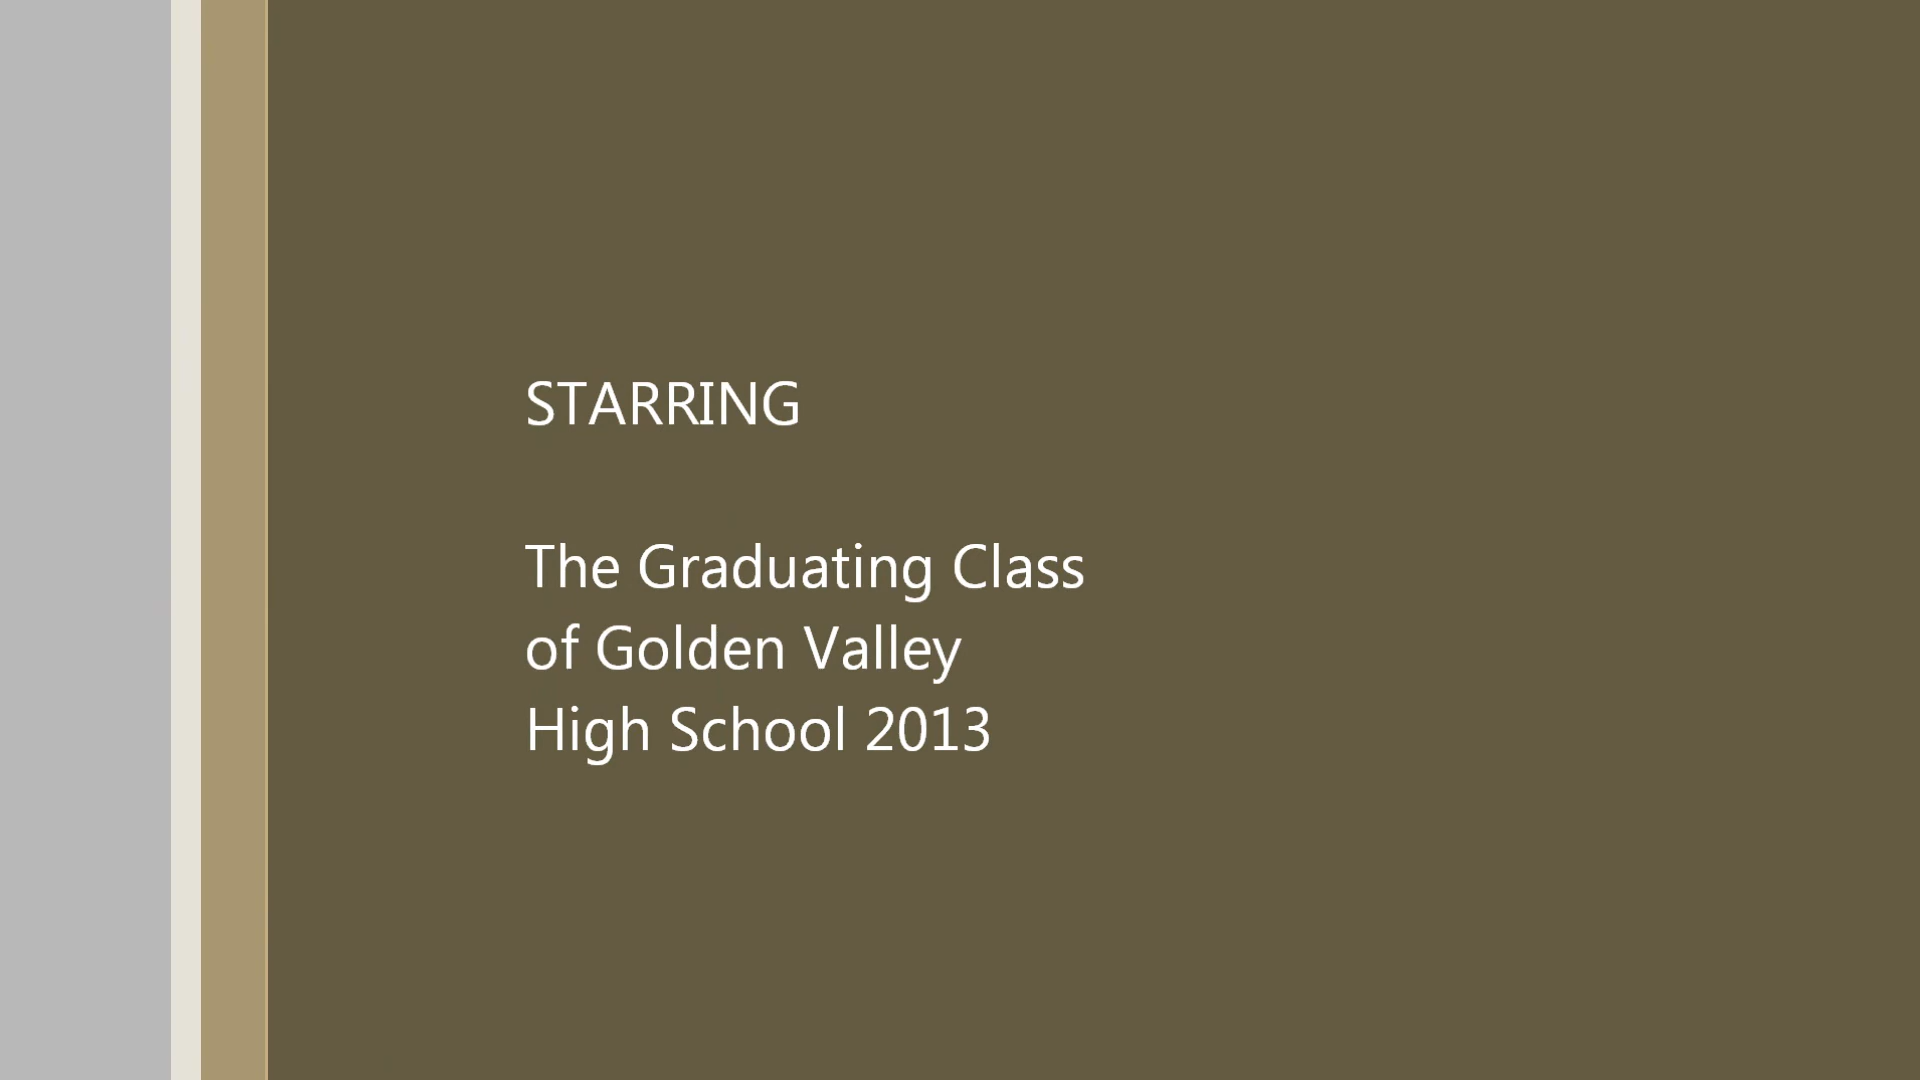 STARRING
The Graduating Class
of Golden Valley
High School 2013